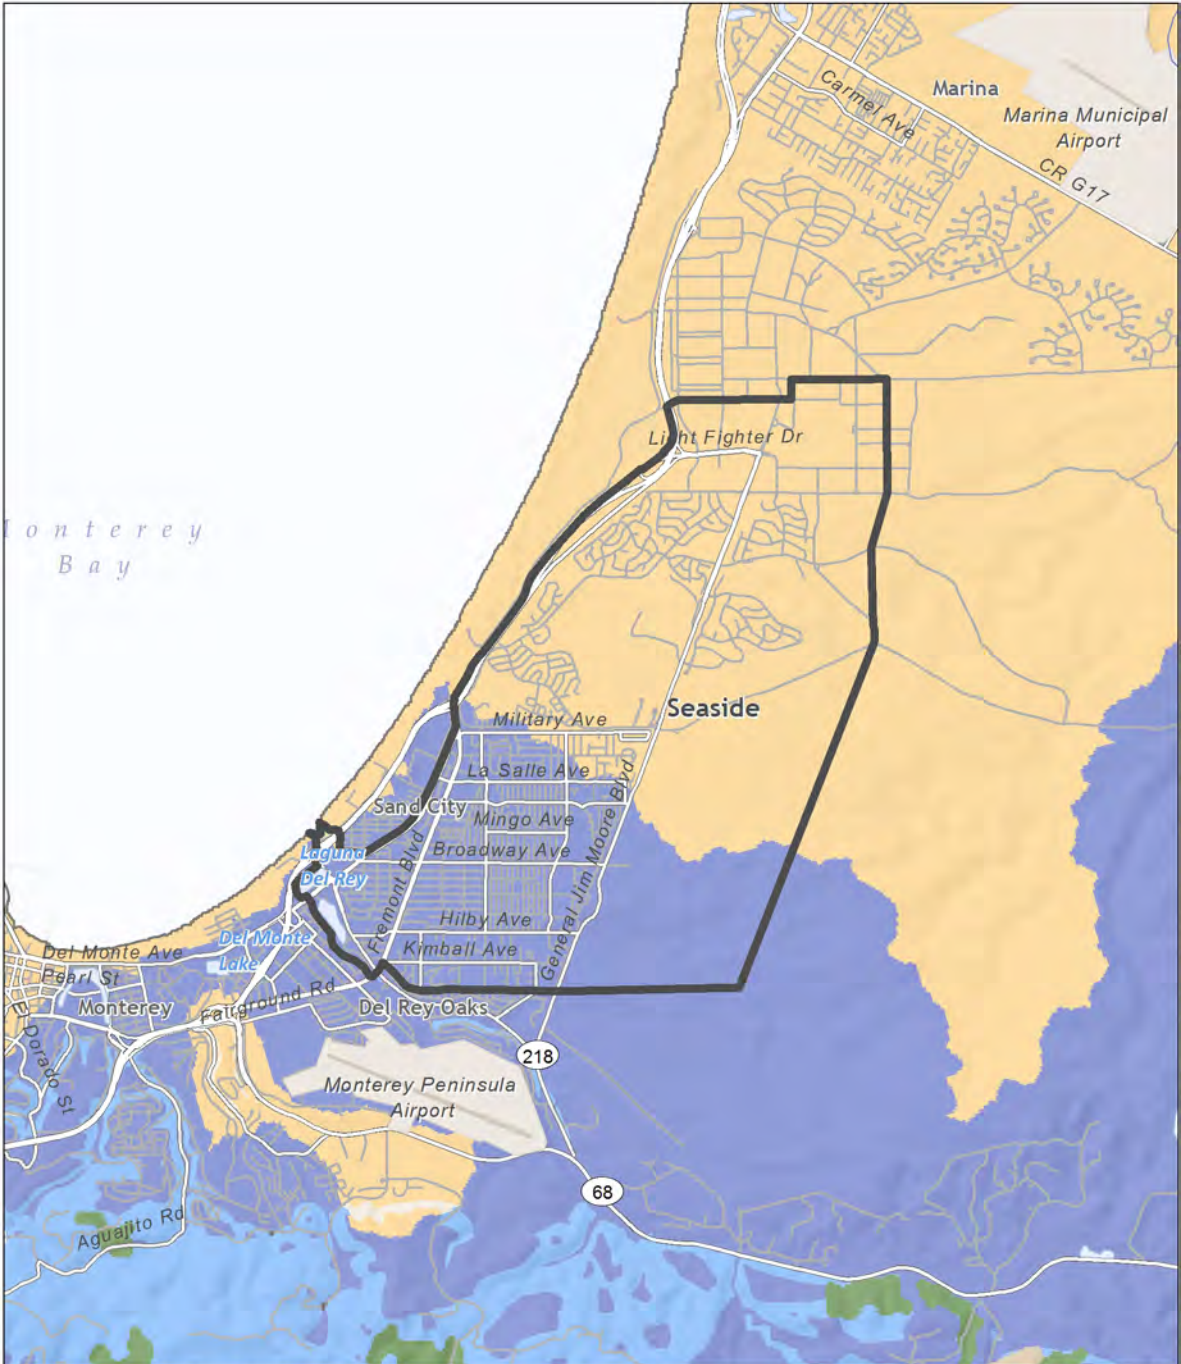 Marina
Carmel Ave
Marina Municipal
Airport
CR G17
Light Fighter Dr
onterey
Bay
Seaside
Military Ave
La Salle Ave
Sand City
Mingo Ave
Laguna
Del Rey
Broadway Ave
Fremont Blvd
General Jim Moore Blvd
Hilby Ave
Del Monte
Lake
Del Monte Ave
Kimball Ave
Pearl St
Monterey
Fairground Rd
Del Rey Oaks
El Dorado St
218
Monterey Peninsula
Airport
68
Aguajito Rd